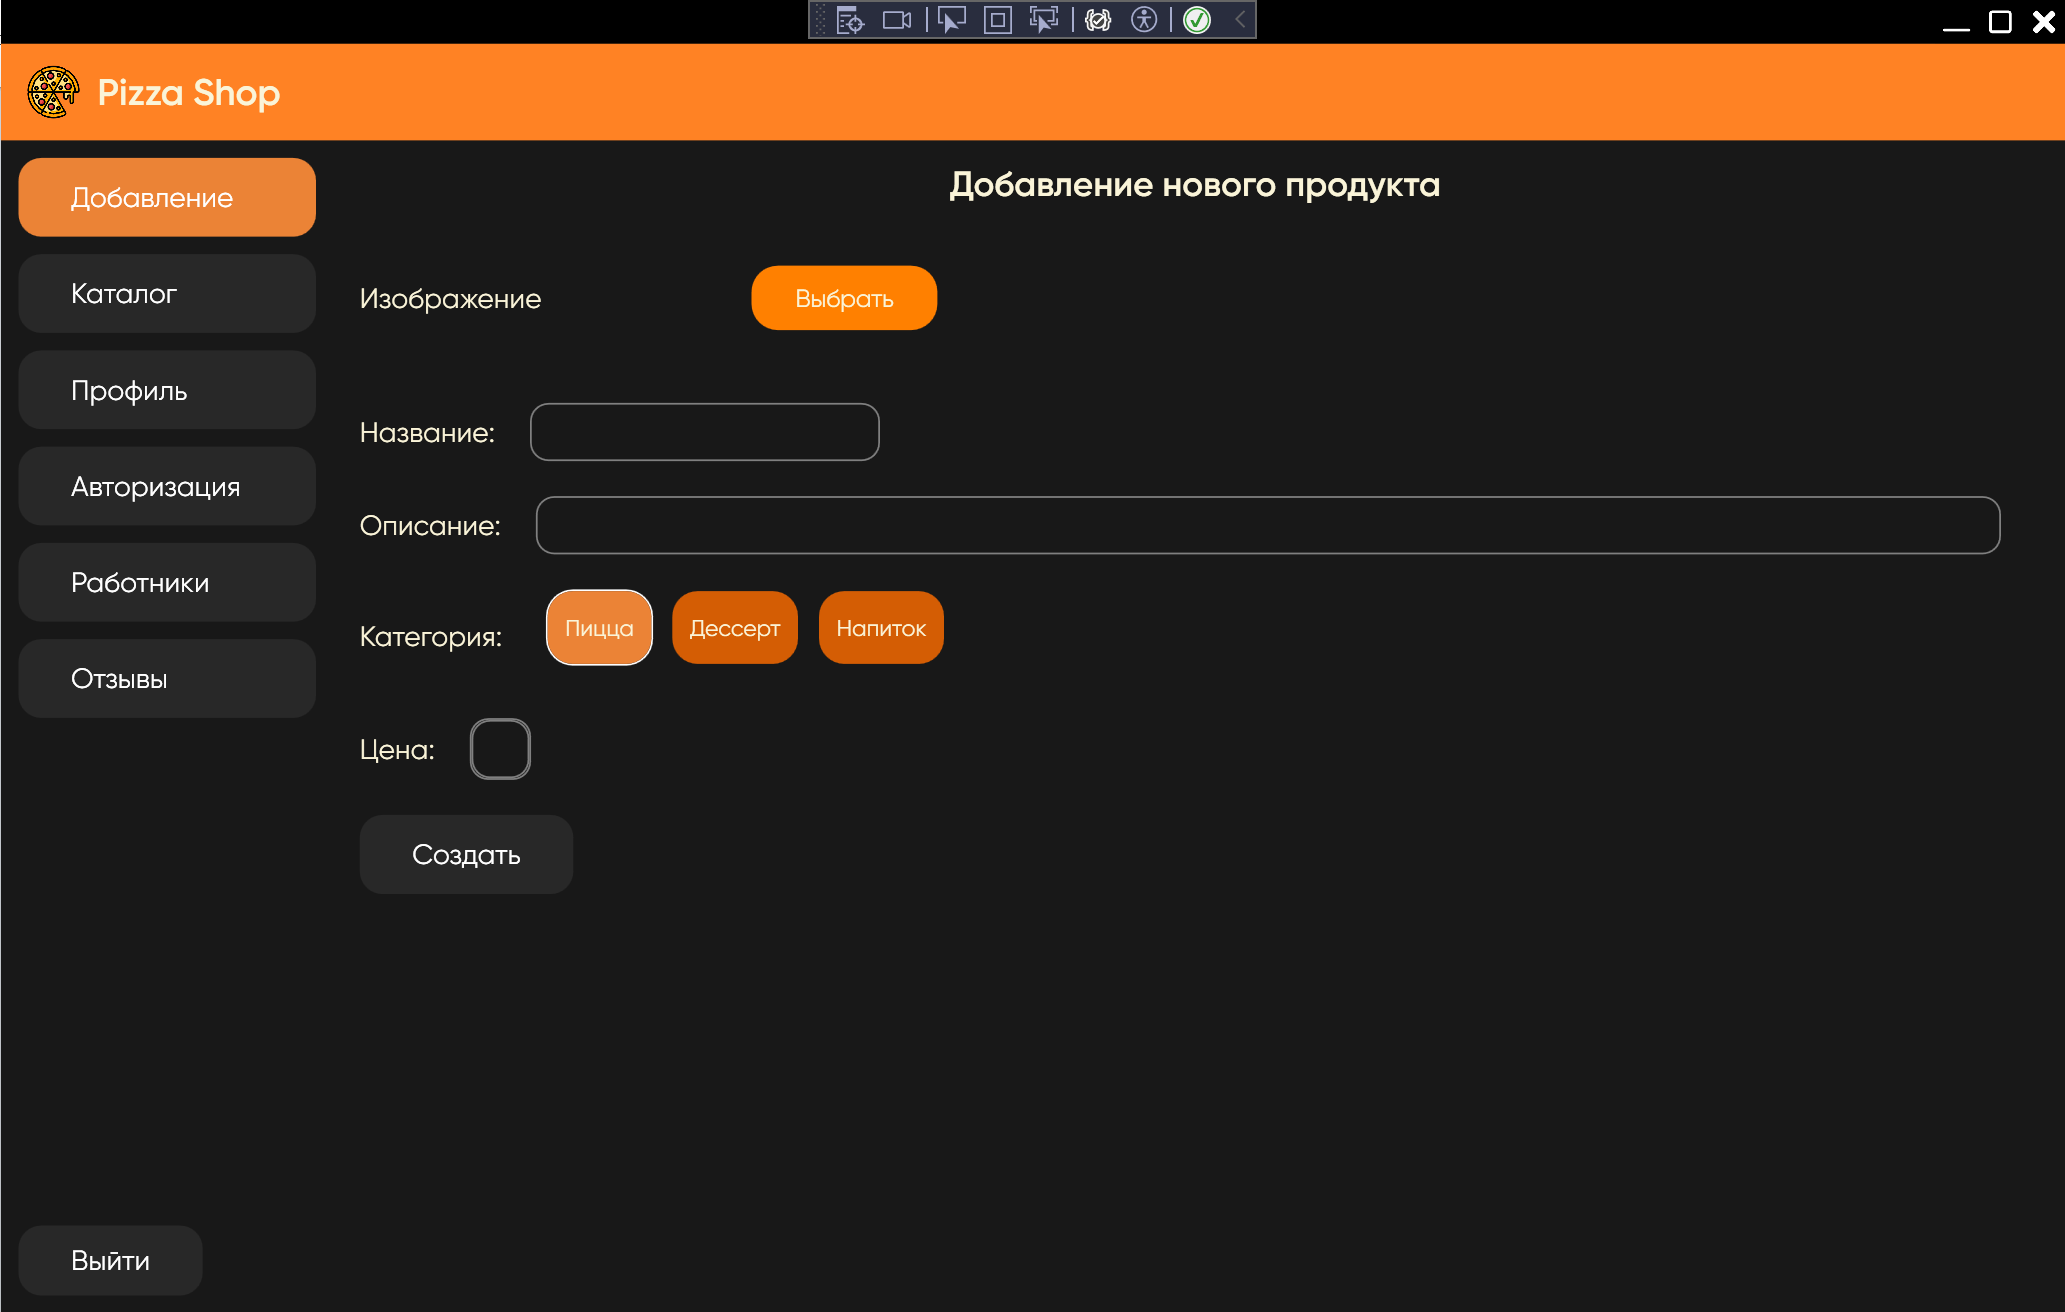 Pizza Shop
Добавление
Каталог
Профиль
Авторизация
Работники
Отзывы
Выйти
Добавление нового продукта
Изображение
Выбрать
Название:
Описание:
Категория:
Пицца
Дессерт
Напиток
Цена:
Создать